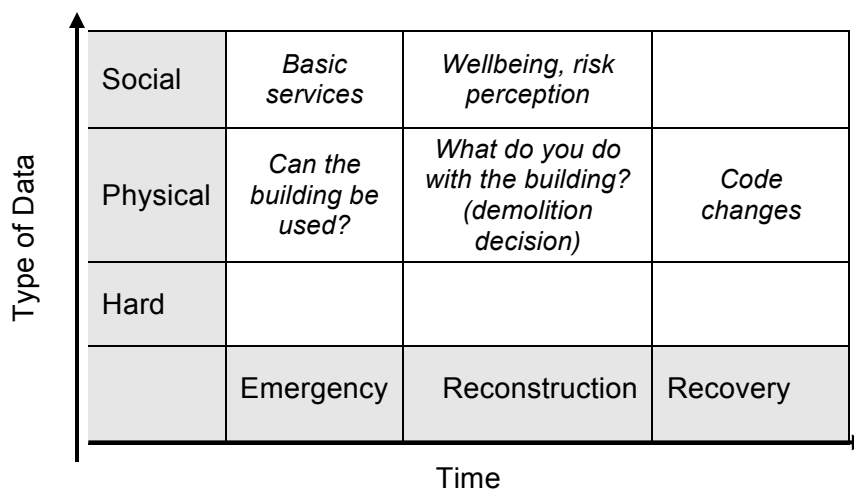 Type of Data
Social
Basic
services
Wellbeing, risk
perception
Physical
Can the
building be
used?
What do you do
with the building?
(demolition
decision)
Code
changes
Hard
Emergency
Reconstruction
Recovery
Time